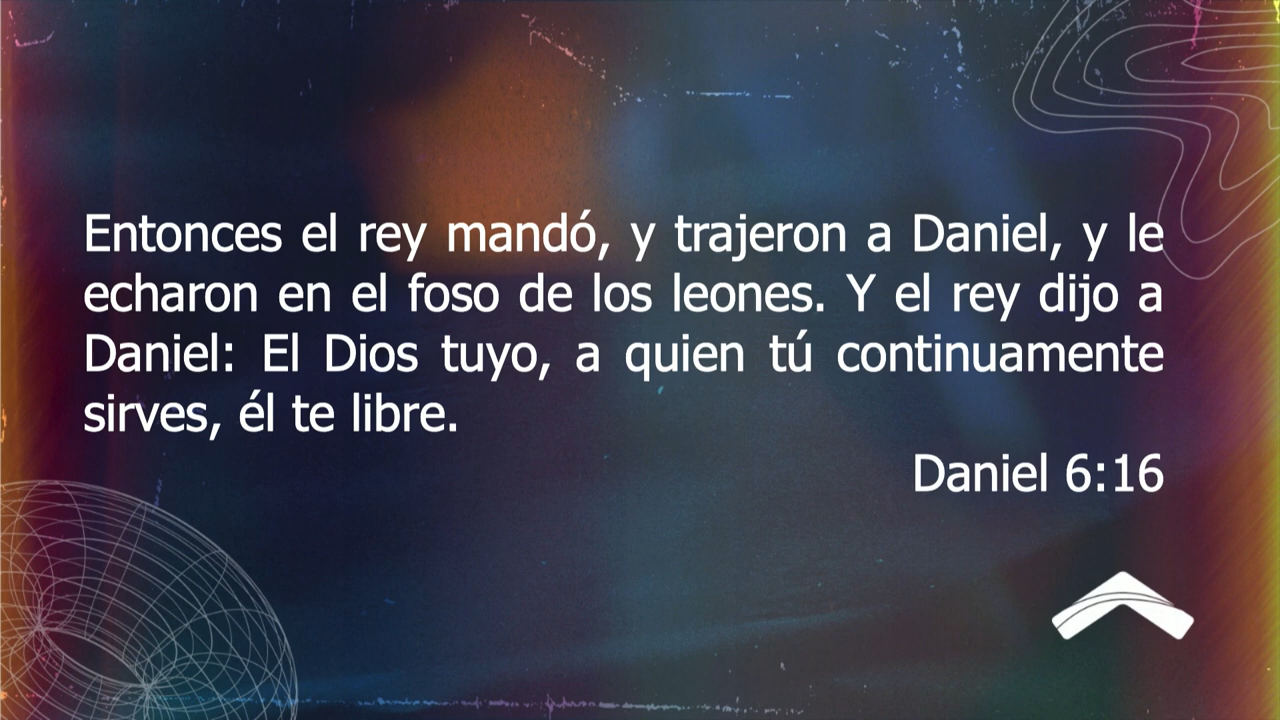 Entonces el rey mandó, y trajeron a Daniel, y le
echaron en el foso de los leones. Y el rey dijo a
Daniel: El Dios tuyo, a quien tú continuamente
sirves, él te libre.
Daniel 6:16